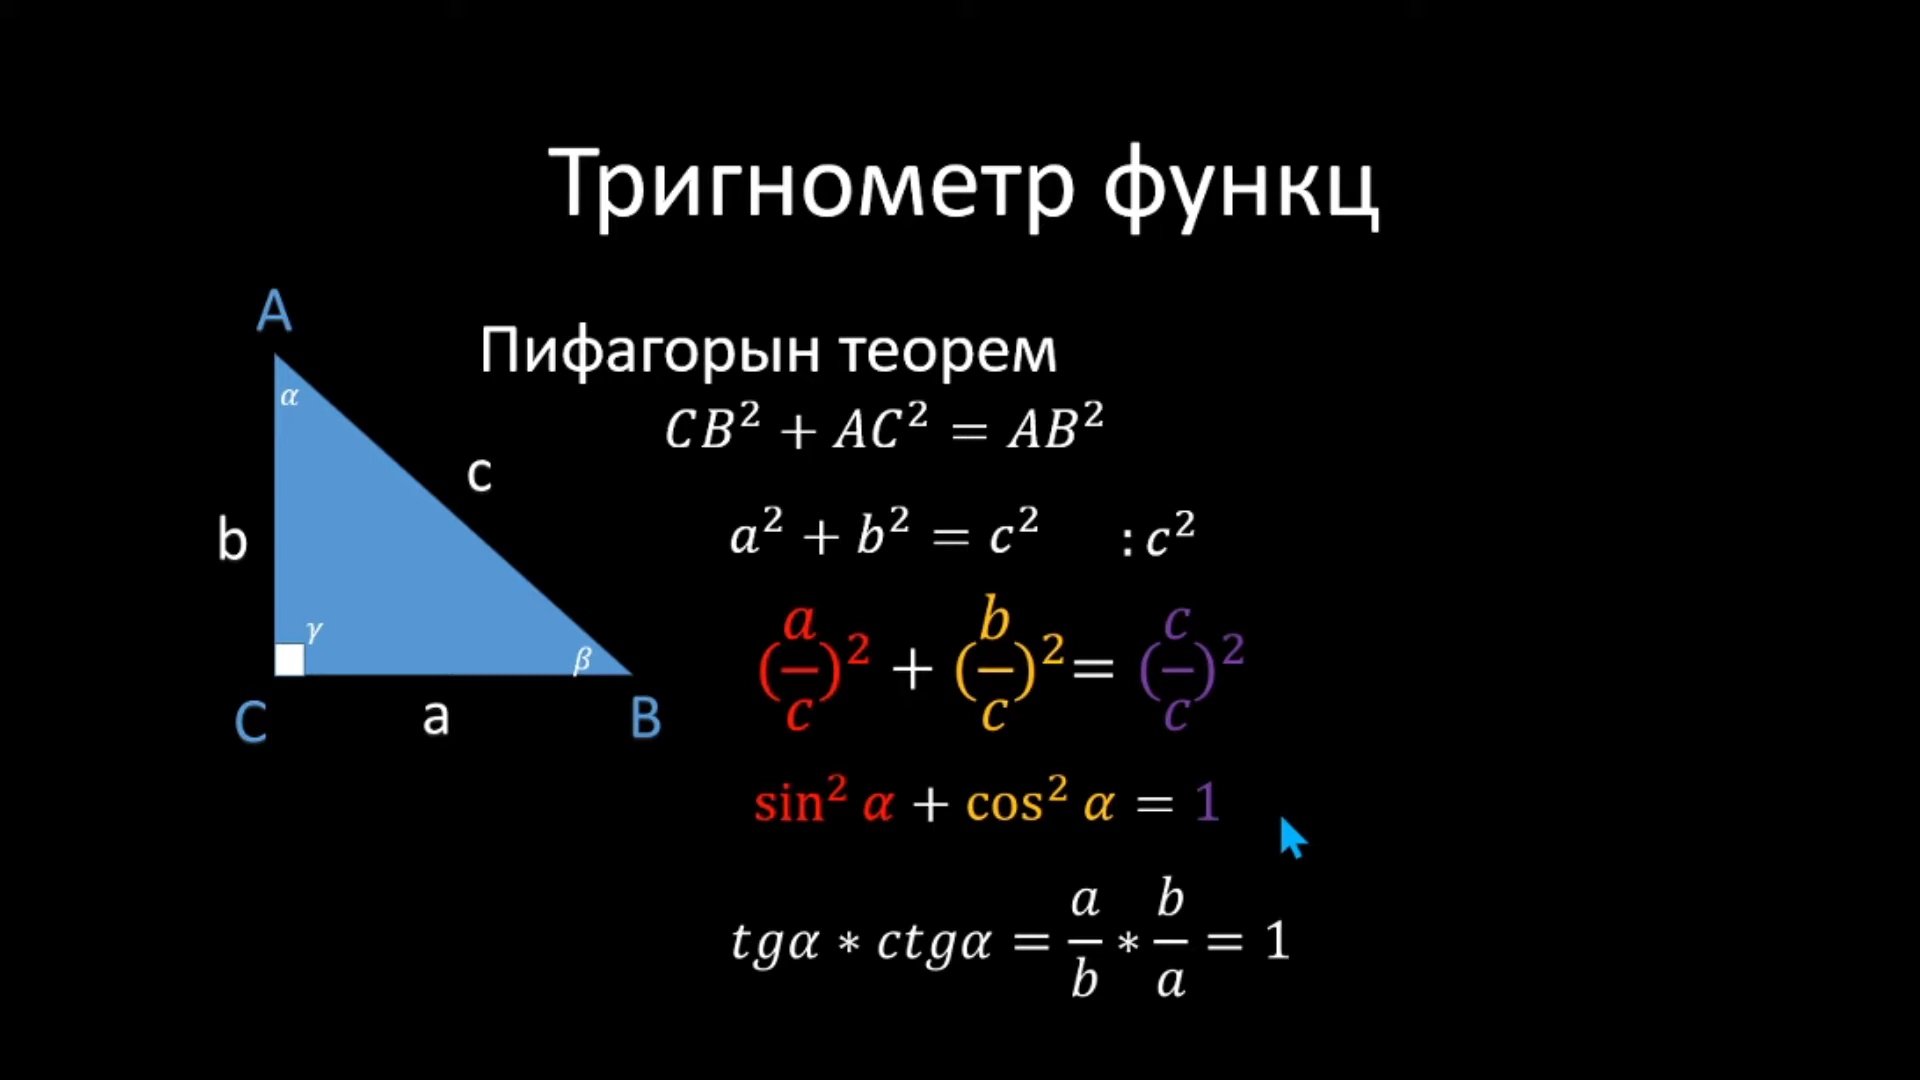 Тригнометр функц
A
Пифагорын теорем
α
CB² + AC² = AB²
c
b
a² + b² = c² :c²
γ
β
(a/c)² + (b/c)² = (c/c)²
C a B
sin² α + cos² α = 1
tgα * ctgα = a/b * b/a = 1